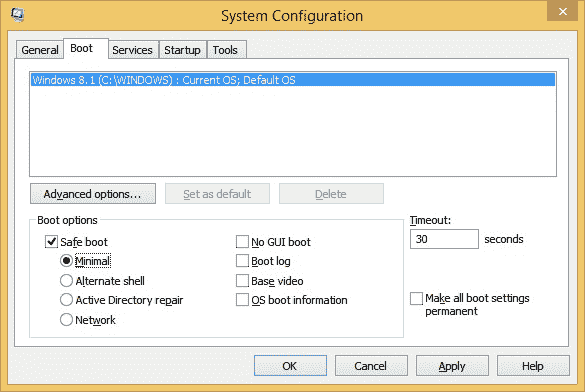 System Configuration
General Boot Services Startup Tools
Windows 8.1 (C:\WINDOWS) : Current OS; Default OS
Advanced options... Set as default Delete
Boot options
Timeout:
Safe boot No GUI boot
30 seconds
Minimal Boot log
Alternate shell Base video
Active Directory repair OS boot information
Make all boot settings
permanent
Network
OK Cancel Apply Help